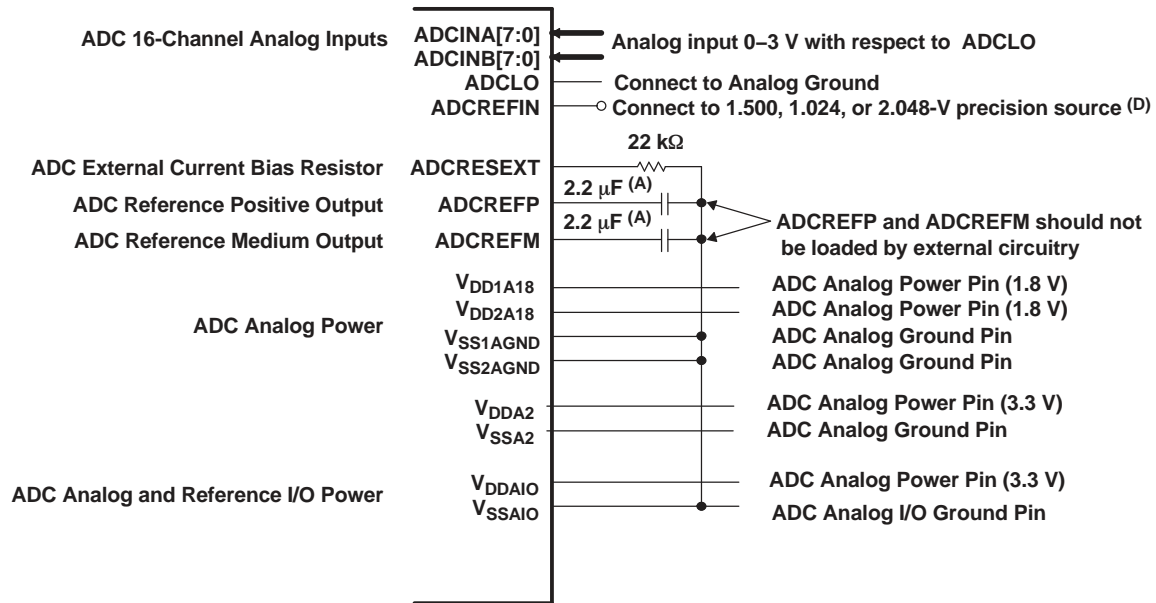 ADC 16-Channel Analog Inputs
ADCINA[7:0]
ADCINB[7:0]
Analog input 0–3 V with respect to ADCLO
ADCLO
Connect to Analog Ground
ADCREFIN
Connect to 1.500, 1.024, or 2.048-V precision source (D)
22 kΩ
ADC External Current Bias Resistor
ADCRESEXT
2.2 μF (A)
ADC Reference Positive Output
ADCREFP
2.2 μF (A)
ADC Reference Medium Output
ADCREFM
ADCREFP and ADCREFM should not
be loaded by external circuitry
VDD1A18
ADC Analog Power Pin (1.8 V)
VDD2A18
ADC Analog Power Pin (1.8 V)
ADC Analog Power
VSS1AGND
ADC Analog Ground Pin
VSS2AGND
ADC Analog Ground Pin
VDDA2
ADC Analog Power Pin (3.3 V)
VSSA2
ADC Analog Ground Pin
ADC Analog and Reference I/O Power
VDDAIO
ADC Analog Power Pin (3.3 V)
VSSAIO
ADC Analog I/O Ground Pin